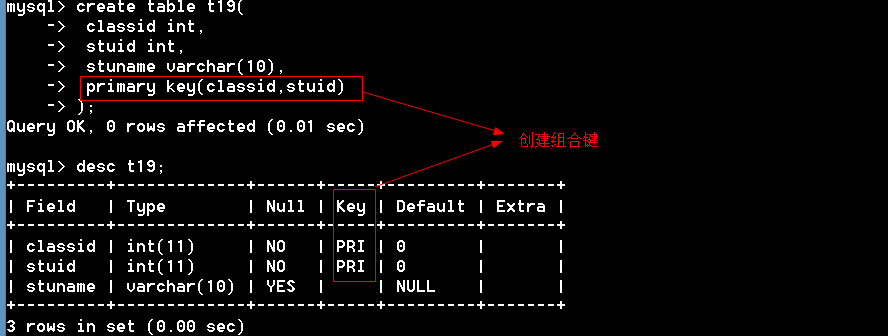 mysql> create table t19(
    ->  classid int,
    ->  stuid int,
    ->  stuname varchar(10),
    ->  primary key(classid,stuid)
    -> );
Query OK, 0 rows affected (0.01 sec)
创建组合键
mysql> desc t19;
+---------+-------------+------+-----+---------+-------+
| Field   | Type        | Null | Key | Default | Extra |
+---------+-------------+------+-----+---------+-------+
| classid | int(11)     | NO   | PRI | 0       |       |
| stuid   | int(11)     | NO   | PRI | 0       |       |
| stuname | varchar(10) | YES  |     | NULL    |       |
+---------+-------------+------+-----+---------+-------+
3 rows in set (0.00 sec)